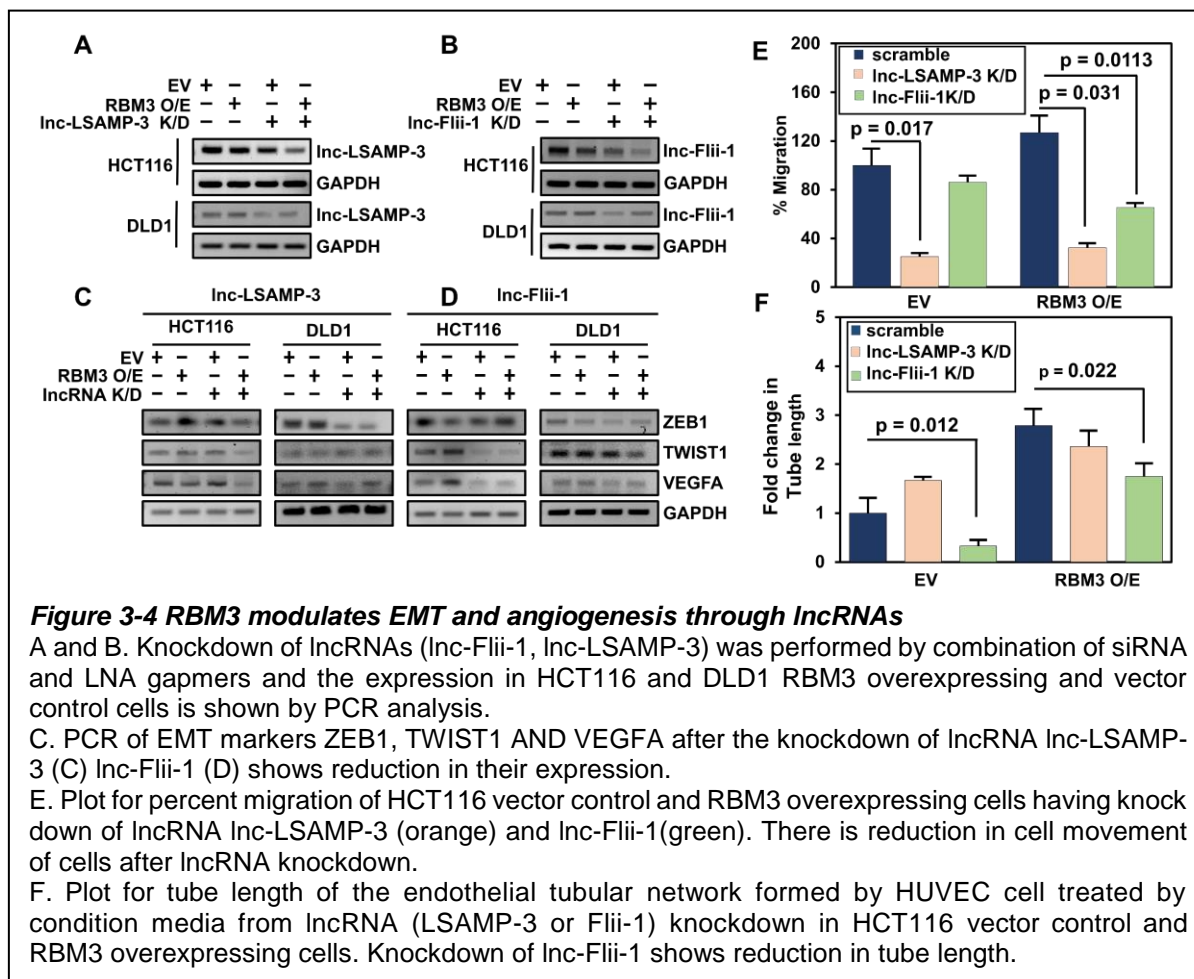 A
EV + – + –
RBM3 O/E – + – +
lnc-LSAMP-3 K/D – – + +
HCT116
lnc-LSAMP-3
GAPDH
DLD1
lnc-LSAMP-3
GAPDH
B
EV + – + –
RBM3 O/E – + – +
lnc-Flii-1 K/D – – + +
HCT116
lnc-Flii-1
GAPDH
DLD1
lnc-Flii-1
GAPDH
C
lnc-LSAMP-3
HCT116 DLD1
EV + – + – + – + –
RBM3 O/E – + – + – + – +
lncRNA K/D – – + + – – + +
D
lnc-Flii-1
HCT116 DLD1
+ – + – + – + –
– + – + – + – +
– – + + – – + +
ZEB1
TWIST1
VEGFA
GAPDH
E
% Migration
200
160
120
80
40
0
scramble
lnc-LSAMP-3 K/D
lnc-Flii-1K/D
p = 0.017
p = 0.0113
p = 0.031
EV RBM3 O/E
F
Fold change in
Tube length
5
4
3
2
1
0
scramble
lnc-LSAMP-3 K/D
lnc-Flii-1 K/D
p = 0.012
p = 0.022
EV RBM3 O/E
Figure 3-4 RBM3 modulates EMT and angiogenesis through lncRNAs
A and B. Knockdown of lncRNAs (lnc-Flii-1, lnc-LSAMP-3) was performed by combination of siRNA
and LNA gapmers and the expression in HCT116 and DLD1 RBM3 overexpressing and vector
control cells is shown by PCR analysis.
C. PCR of EMT markers ZEB1, TWIST1 AND VEGFA after the knockdown of lncRNA lnc-LSAMP-
3 (C) lnc-Flii-1 (D) shows reduction in their expression.
E. Plot for percent migration of HCT116 vector control and RBM3 overexpressing cells having knock
down of lncRNA lnc-LSAMP-3 (orange) and lnc-Flii-1(green). There is reduction in cell movement
of cells after lncRNA knockdown.
F. Plot for tube length of the endothelial tubular network formed by HUVEC cell treated by
condition media from lncRNA (LSAMP-3 or Flii-1) knockdown in HCT116 vector control and
RBM3 overexpressing cells. Knockdown of lnc-Flii-1 shows reduction in tube length.